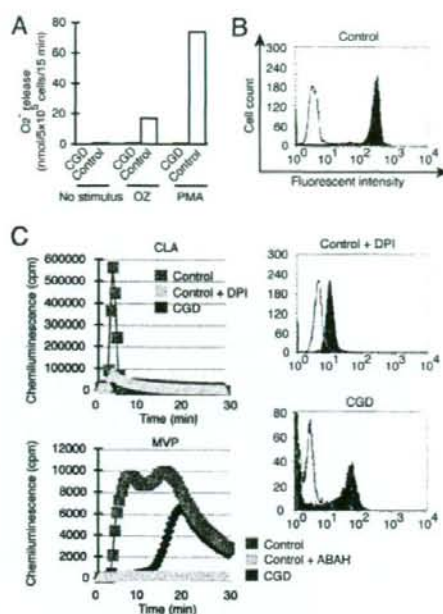 A
O2- release
(nmol/5x10^5 cells/15 min)
80
60
40
20
0
CGD
Control
CGD
Control
CGD
Control
No stimulus
OZ
PMA
B
Control
Cell count
300
240
180
120
60
0
10^0 10^1 10^2 10^3 10^4
Fluorescent intensity
C
CLA
Chemiluminescence (cpm)
600000
500000
400000
300000
200000
100000
0
Control
Control + DPI
CGD
0 10 20 30
Time (min)
Control + DPI
300
240
180
120
60
0
10^0 10^1 10^2 10^3 10^4
MVP
Chemiluminescence (cpm)
12000
10000
8000
6000
4000
2000
0
0 10 20 30
Time (min)
CGD
80
60
40
20
0
10^0 10^1 10^2 10^3 10^4
Control
Control + ABAH
CGD